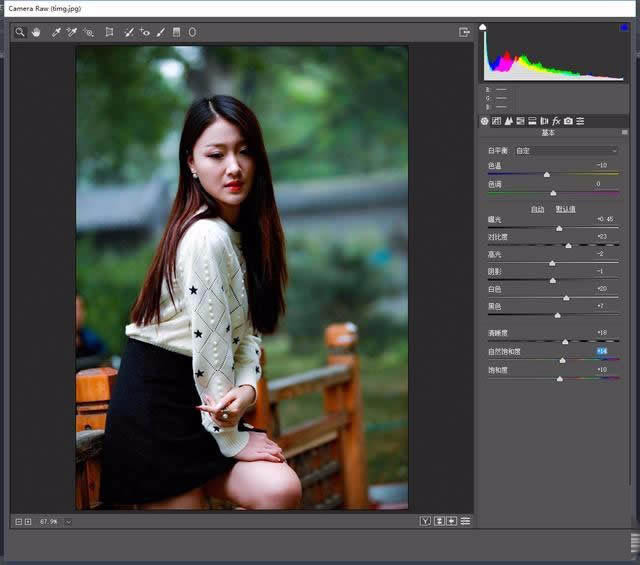 Camera Raw (timg.jpg)
R: ---
G: ---
B: ---
fx
基本
白平衡: 自定
色温 -10
色调 0
自动 默认值
曝光 +0.45
对比度 +23
高光 -2
阴影 -1
白色 +20
黑色 +7
清晰度 +18
自然饱和度 +14
饱和度 +10
67.9%
Y